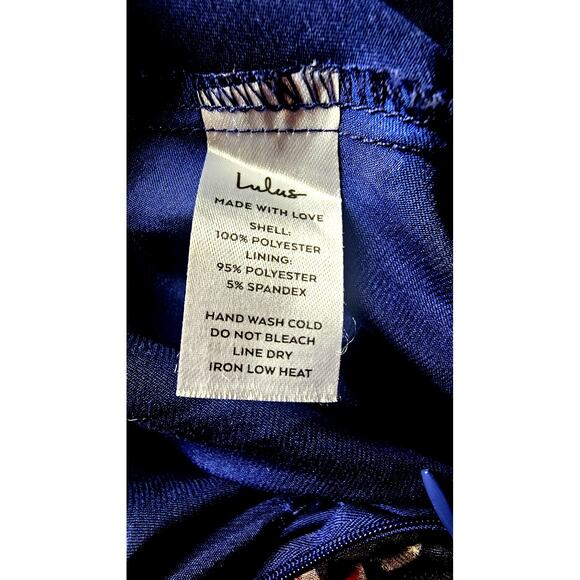 Lulus
MADE WITH LOVE
SHELL:
100% POLYESTER
LINING:
95% POLYESTER
5% SPANDEX
HAND WASH COLD
DO NOT BLEACH
LINE DRY
IRON LOW HEAT